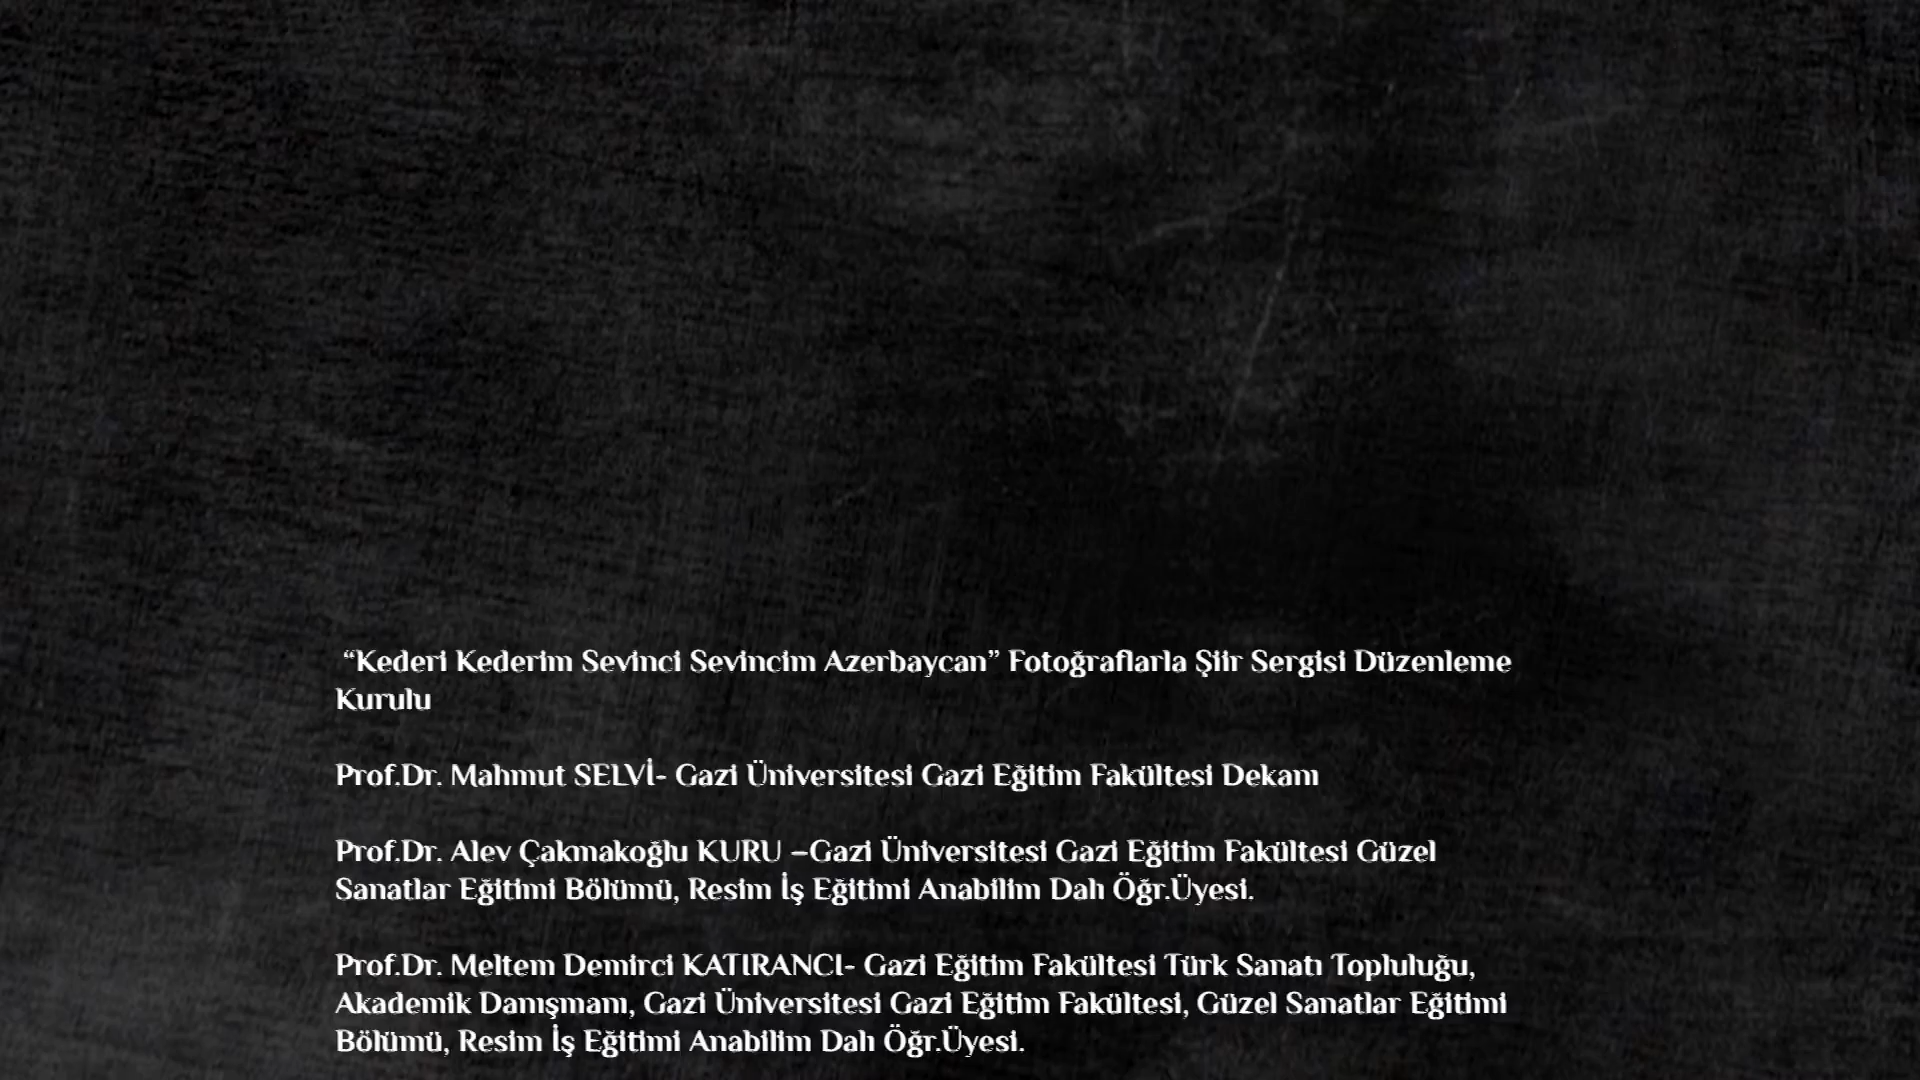 “Kederi Kederim Sevinci Sevincim Azerbaycan” Fotoğraflarla Şiir Sergisi Düzenleme
Kurulu
Prof.Dr. Mahmut SELVİ- Gazi Üniversitesi Gazi Eğitim Fakültesi Dekanı
Prof.Dr. Alev Çakmakoğlu KURU –Gazi Üniversitesi Gazi Eğitim Fakültesi Güzel
Sanatlar Eğitimi Bölümü, Resim İş Eğitimi Anabilim Dalı Öğr.Üyesi.
Prof.Dr. Meltem Demirci KATIRANCI- Gazi Eğitim Fakültesi Türk Sanatı Topluluğu,
Akademik Danışmanı, Gazi Üniversitesi Gazi Eğitim Fakültesi, Güzel Sanatlar Eğitimi
Bölümü, Resim İş Eğitimi Anabilim Dalı Öğr.Üyesi.